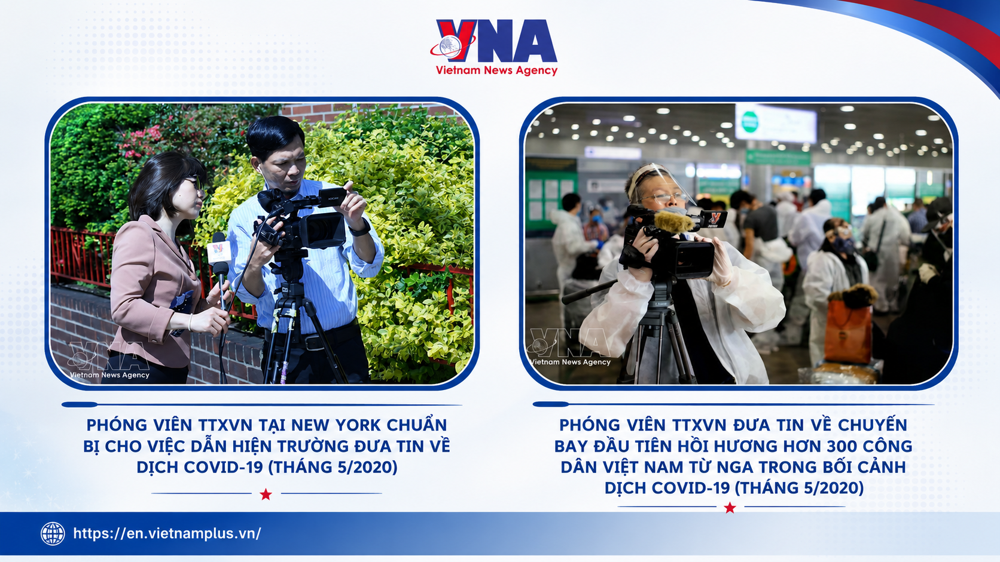 VNA
Vietnam News Agency
VNA
Vietnam News Agency
VNA
Vietnam News Agency
PHÓNG VIÊN TTXVN TẠI NEW YORK CHUẨN
BỊ CHO VIỆC DẪN HIỆN TRƯỜNG ĐƯA TIN VỀ
DỊCH COVID-19 (THÁNG 5/2020)
PHÓNG VIÊN TTXVN ĐƯA TIN VỀ CHUYẾN
BAY ĐẦU TIÊN HỒI HƯƠNG HƠN 300 CÔNG
DÂN VIỆT NAM TỪ NGA TRONG BỐI CẢNH
DỊCH COVID-19 (THÁNG 5/2020)
https://en.vietnamplus.vn/